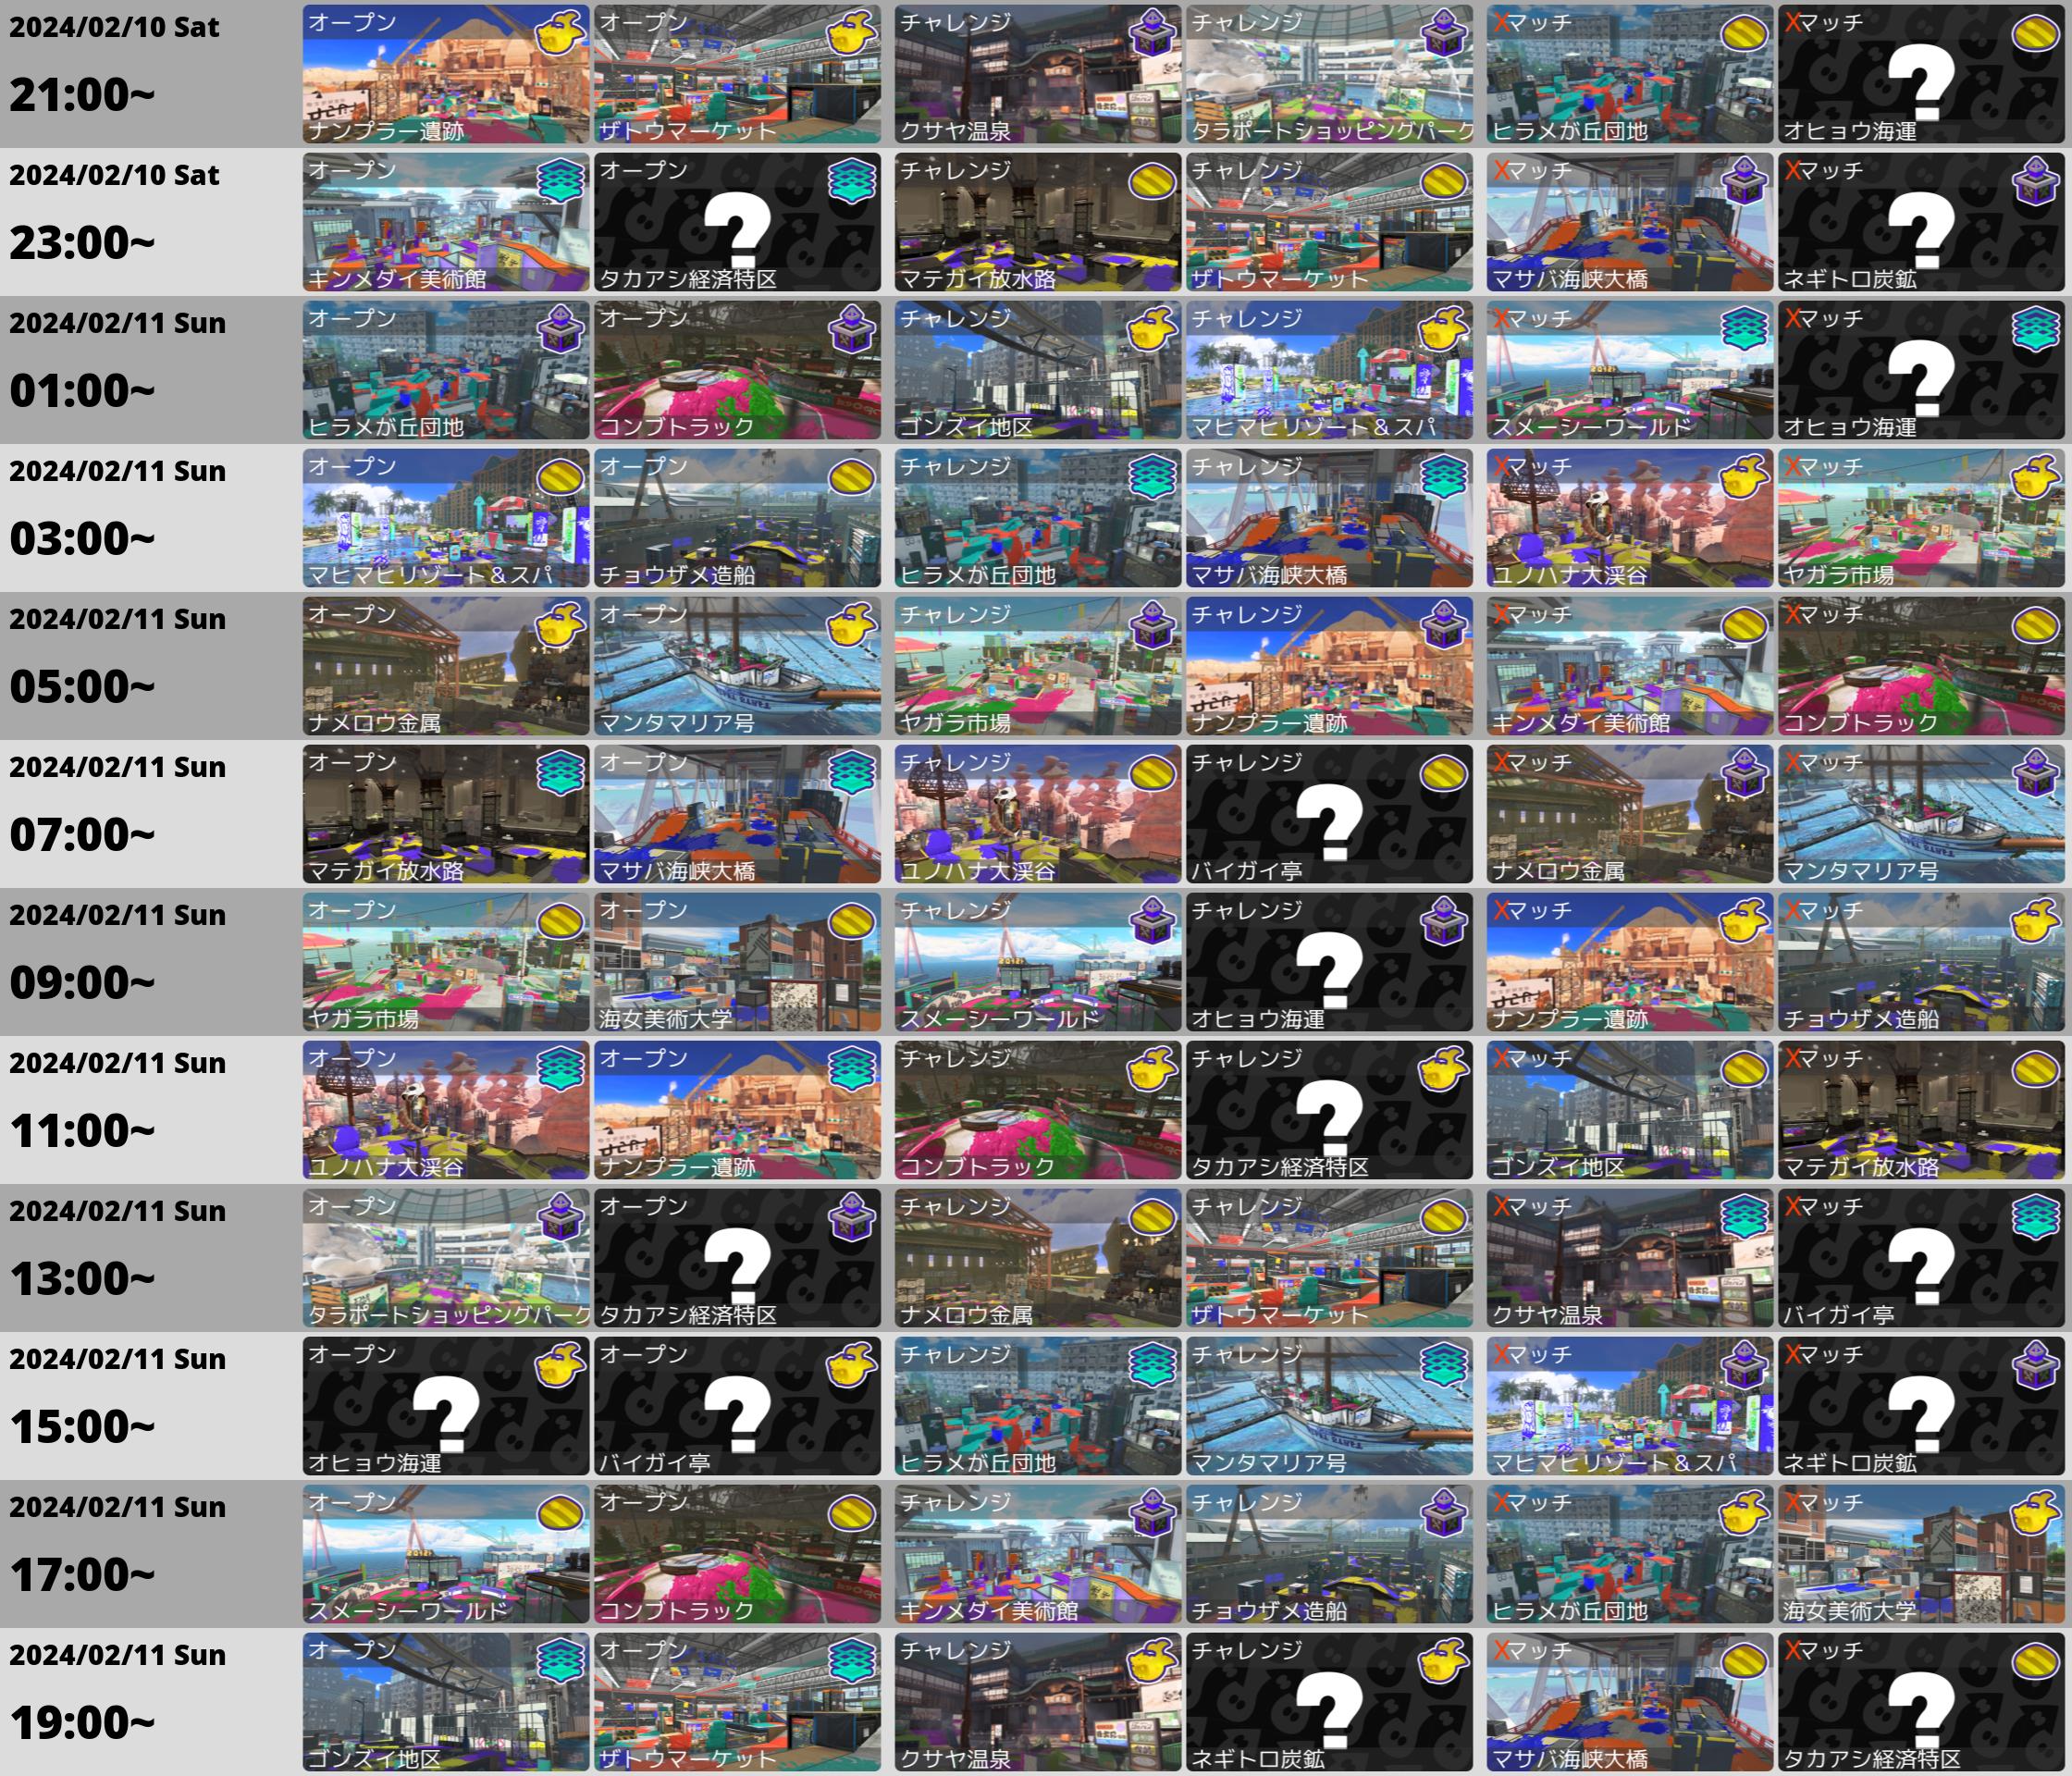 2024/02/10 Sat
21:00~
オープン
ナンプラー遺跡
オープン
ザトウマーケット
チャレンジ
クサヤ温泉
チャレンジ
タラポートショッピングパーク
Xマッチ
ヒラメが丘団地
Xマッチ
オヒョウ海運
2024/02/10 Sat
23:00~
オープン
キンメダイ美術館
オープン
タカアシ経済特区
チャレンジ
マテガイ放水路
チャレンジ
ザトウマーケット
Xマッチ
マサバ海峡大橋
Xマッチ
ネギトロ炭鉱
2024/02/11 Sun
01:00~
オープン
ヒラメが丘団地
オープン
コンブトラック
チャレンジ
ゴンズイ地区
チャレンジ
マヒマヒリゾート&スパ
Xマッチ
スメーシーワールド
Xマッチ
オヒョウ海運
2024/02/11 Sun
03:00~
オープン
マヒマヒリゾート&スパ
オープン
チョウザメ造船
チャレンジ
ヒラメが丘団地
チャレンジ
マサバ海峡大橋
Xマッチ
ユノハナ大渓谷
Xマッチ
ヤガラ市場
2024/02/11 Sun
05:00~
オープン
ナメロウ金属
オープン
マンタマリア号
チャレンジ
ヤガラ市場
チャレンジ
ナンプラー遺跡
Xマッチ
キンメダイ美術館
Xマッチ
コンブトラック
2024/02/11 Sun
07:00~
オープン
マテガイ放水路
オープン
マサバ海峡大橋
チャレンジ
ユノハナ大渓谷
チャレンジ
バイガイ亭
Xマッチ
ナメロウ金属
Xマッチ
マンタマリア号
2024/02/11 Sun
09:00~
オープン
ヤガラ市場
オープン
海女美術大学
チャレンジ
スメーシーワールド
チャレンジ
オヒョウ海運
Xマッチ
ナンプラー遺跡
Xマッチ
チョウザメ造船
2024/02/11 Sun
11:00~
オープン
ユノハナ大渓谷
オープン
ナンプラー遺跡
チャレンジ
コンブトラック
チャレンジ
タカアシ経済特区
Xマッチ
ゴンズイ地区
Xマッチ
マテガイ放水路
2024/02/11 Sun
13:00~
オープン
タラポートショッピングパーク
オープン
タカアシ経済特区
チャレンジ
ナメロウ金属
チャレンジ
ザトウマーケット
Xマッチ
クサヤ温泉
Xマッチ
バイガイ亭
2024/02/11 Sun
15:00~
オープン
オヒョウ海運
オープン
バイガイ亭
チャレンジ
ヒラメが丘団地
チャレンジ
マンタマリア号
Xマッチ
マヒマヒリゾート&スパ
Xマッチ
ネギトロ炭鉱
2024/02/11 Sun
17:00~
オープン
スメーシーワールド
オープン
コンブトラック
チャレンジ
キンメダイ美術館
チャレンジ
チョウザメ造船
Xマッチ
ヒラメが丘団地
Xマッチ
海女美術大学
2024/02/11 Sun
19:00~
オープン
ゴンズイ地区
オープン
ザトウマーケット
チャレンジ
クサヤ温泉
チャレンジ
ネギトロ炭鉱
Xマッチ
マサバ海峡大橋
Xマッチ
タカアシ経済特区